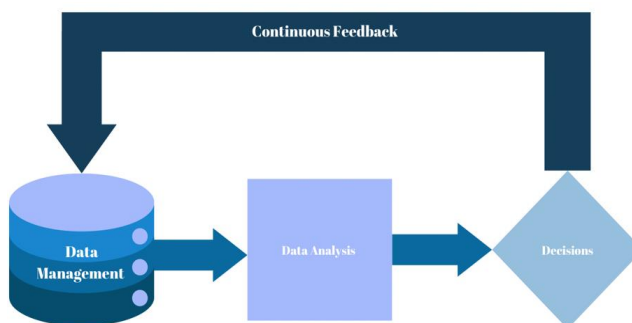 Continuous Feedback
Data
Management
Data Analysis
Decisions